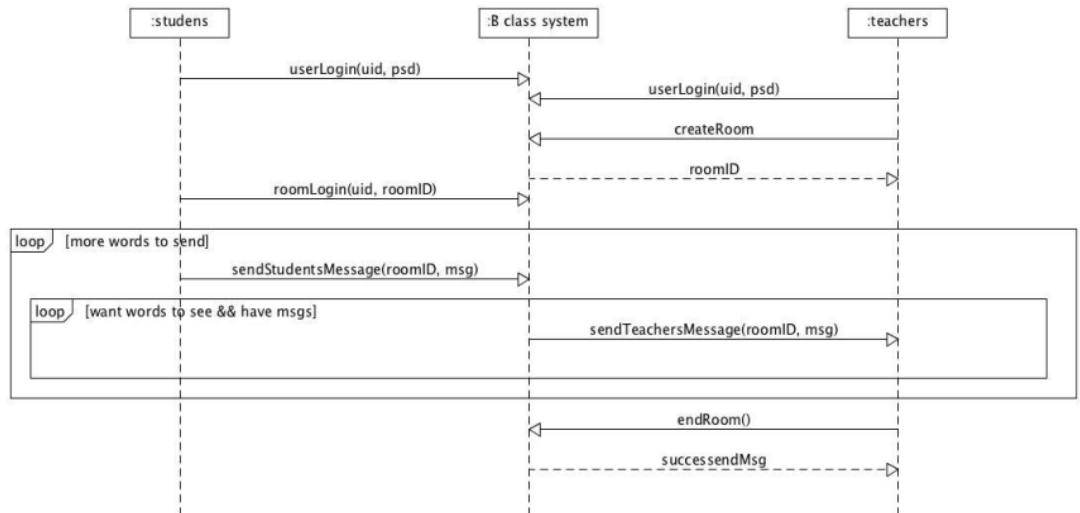 :studens
:B class system
:teachers
userLogin(uid, psd)
userLogin(uid, psd)
createRoom
roomID
roomLogin(uid, roomID)
loop [more words to send]
sendStudentsMessage(roomID, msg)
loop [want words to see && have msgs]
sendTeachersMessage(roomID, msg)
endRoom()
successendMsg